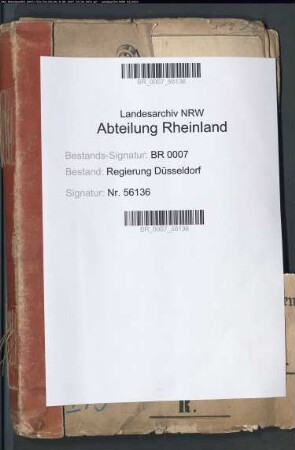 BR_0007_56136
Landesarchiv NRW
Abteilung Rheinland
Bestands-Signatur: BR 0007
Bestand: Regierung Düsseldorf
Signatur: Nr. 56136
BR_0007_56136
R.